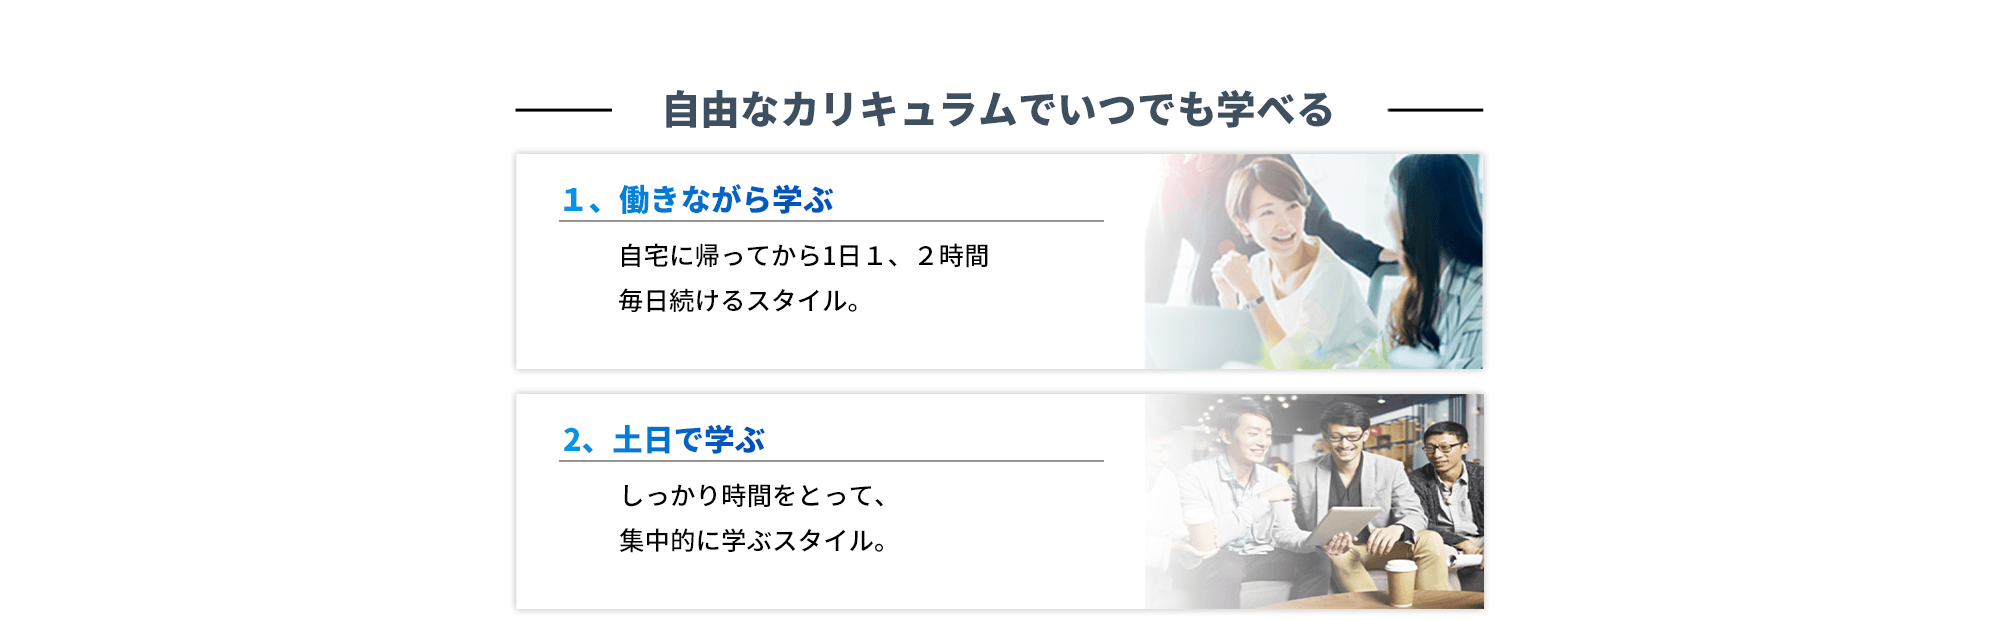 自由なカリキュラムでいつでも学べる
１、働きながら学ぶ
自宅に帰ってから1日１、２時間
毎日続けるスタイル。
2、土日で学ぶ
しっかり時間をとって、
集中的に学ぶスタイル。